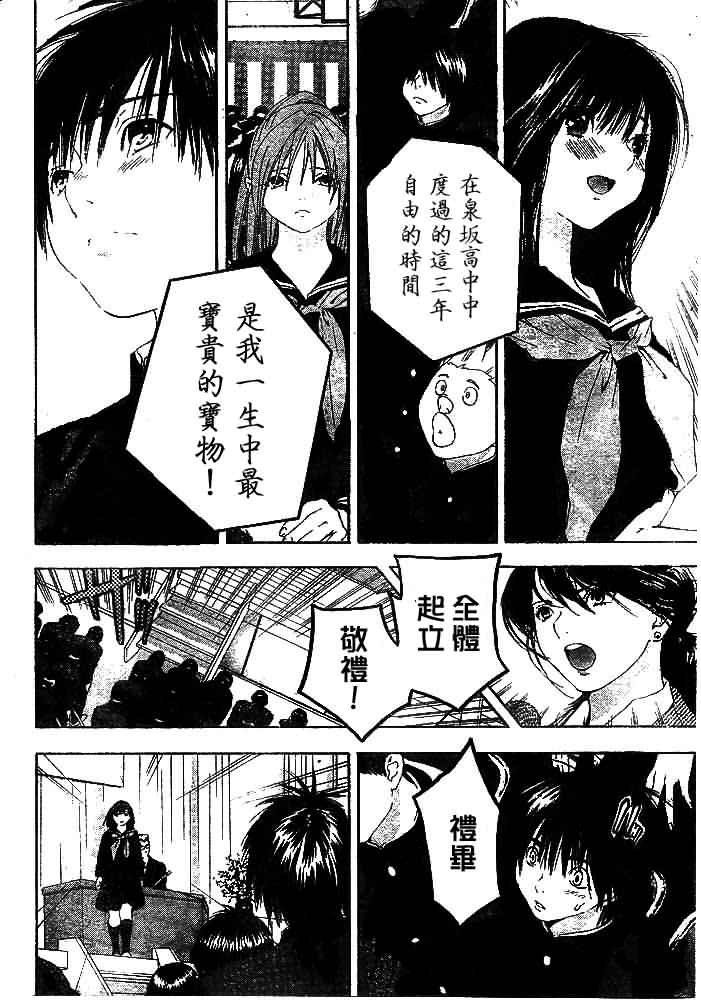 在泉坂高中中
度過的這三年
自由的時間
是我一生中最
寶貴的寶物！
全體
起立
敬禮！
禮畢